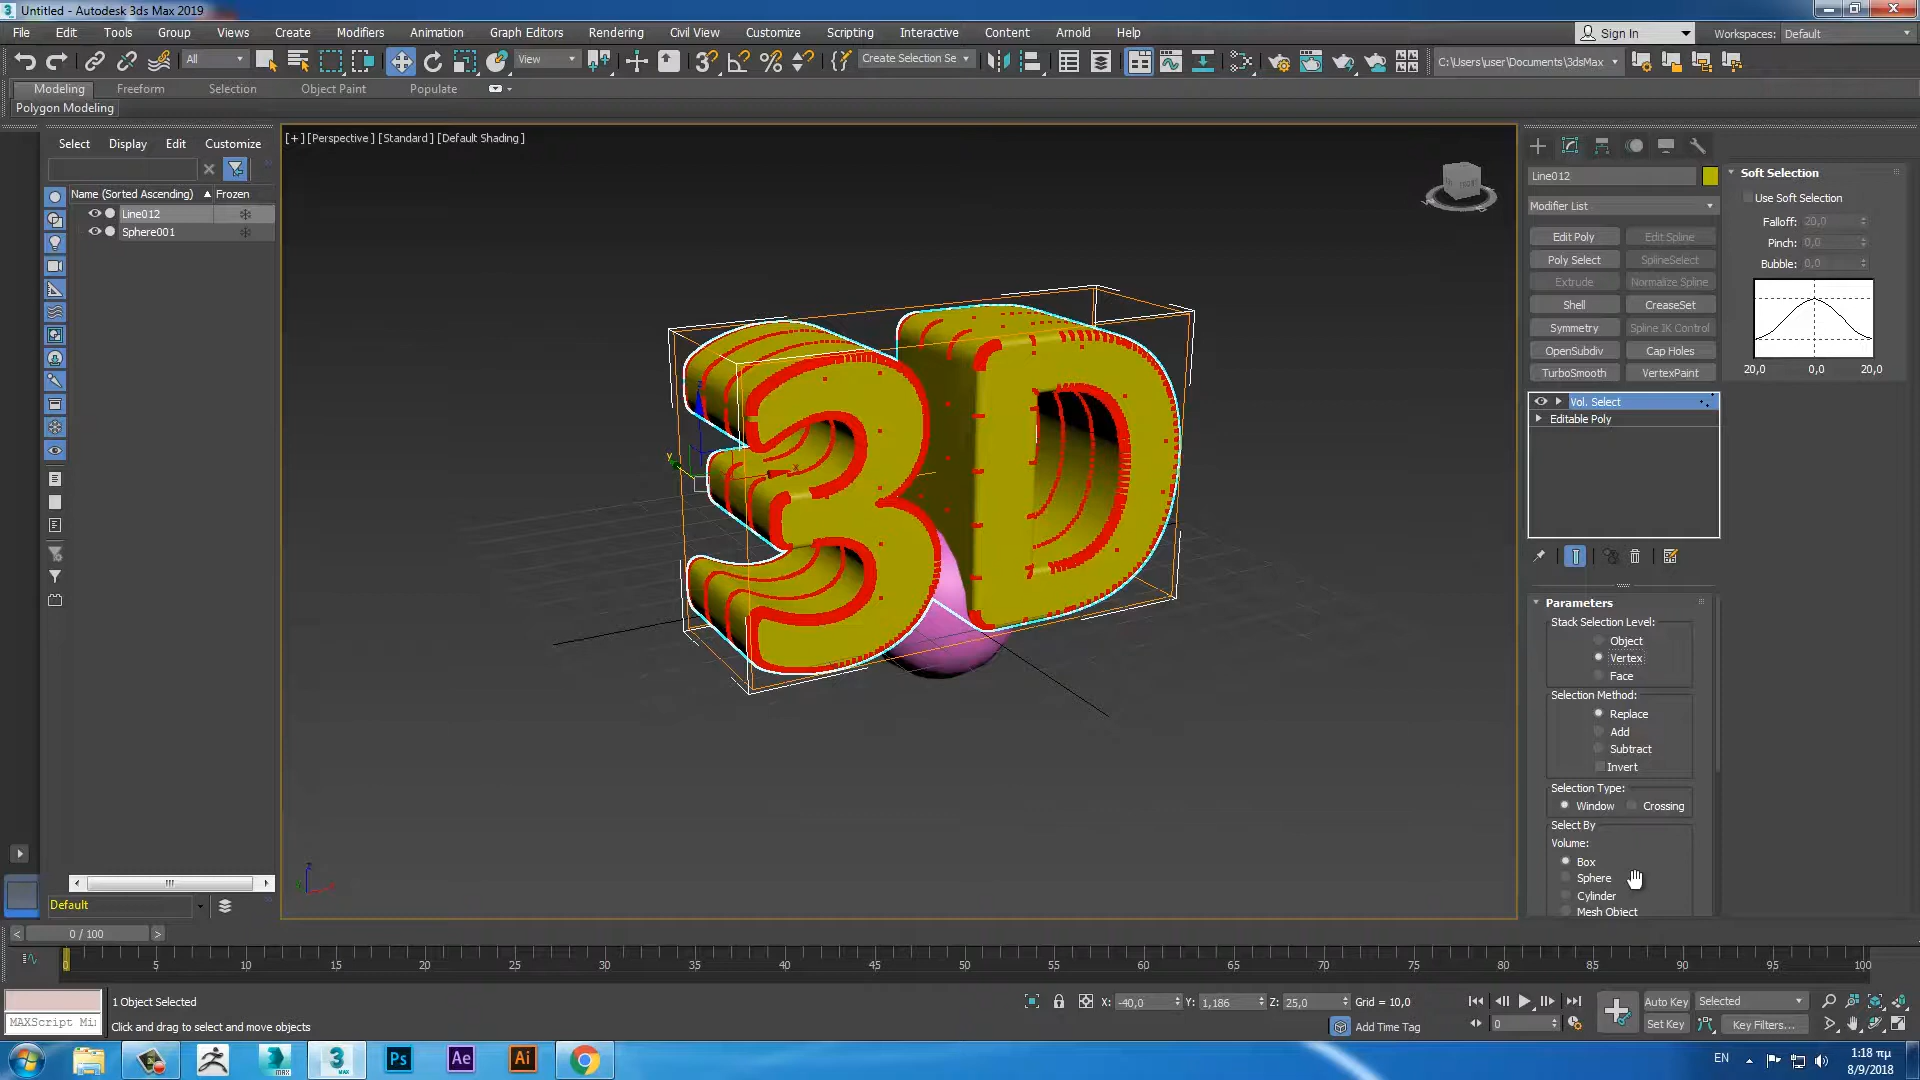 Untitled - Autodesk 3ds Max 2019
File Edit Tools Group Views Create Modifiers Animation Graph Editors Rendering Civil View Customize Scripting Interactive Content Arnold Help
Sign In Workspaces: Default
All View Create Selection Se C:\Users\user\Documents\3dsMax
Modeling Freeform Selection Object Paint Populate
Polygon Modeling
Select Display Edit Customize
Name (Sorted Ascending) Frozen
Line012
Sphere001
[+] [Perspective ] [Standard ] [Default Shading ]
3D
Line012
Modifier List
Edit Poly Edit Spline
Poly Select SplineSelect
Extrude Normalize Spline
Shell CreaseSet
Symmetry Spline IK Control
OpenSubdiv Cap Holes
TurboSmooth VertexPaint
Vol. Select
Editable Poly
Parameters
Stack Selection Level:
Object
Vertex
Face
Selection Method:
Replace
Add
Subtract
Invert
Selection Type:
Window Crossing
Select By
Volume:
Box
Sphere
Cylinder
Mesh Object
Soft Selection
Use Soft Selection
Falloff: 20,0
Pinch: 0,0
Bubble: 0,0
20,0 0,0 20,0
Default
0 / 100
0 5 10 15 20 25 30 35 40 45 50 55 60 65 70 75 80 85 90 95 100
1 Object Selected X: -40,0 Y: 1,186 Z: 25,0 Grid = 10,0 Auto Key Selected
MAXScript Mi
Click and drag to select and move objects Add Time Tag 0 Set Key Key Filters...
EN 1:18 πμ
8/9/2018